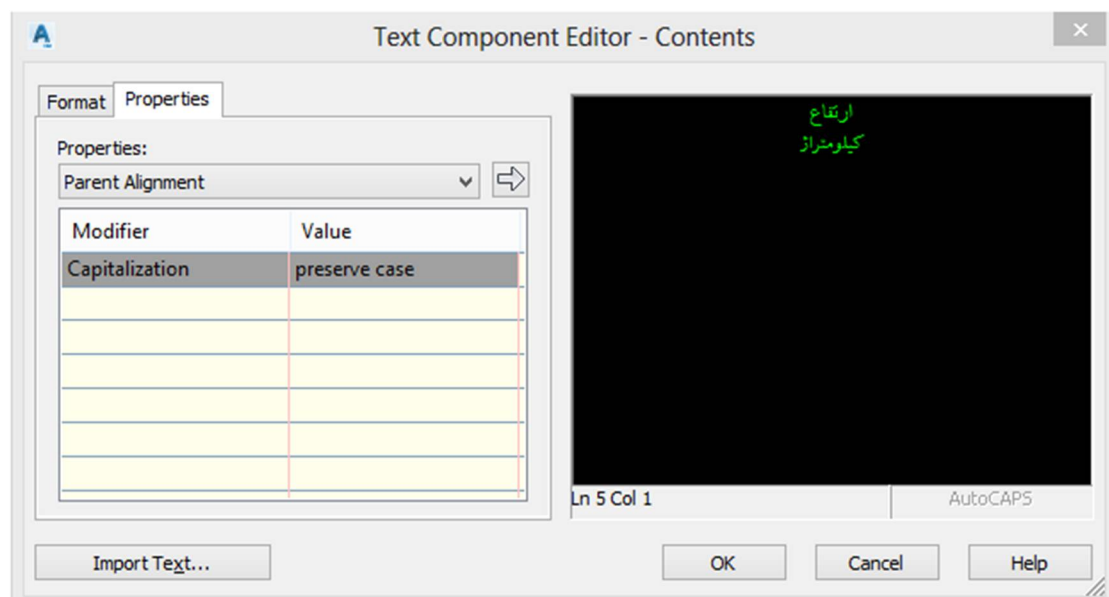 Text Component Editor - Contents
Format Properties
Properties:
Parent Alignment
Modifier Value
Capitalization preserve case
ارتفاع
کیلومتراژ
Ln 5 Col 1 AutoCAPS
Import Text... OK Cancel Help